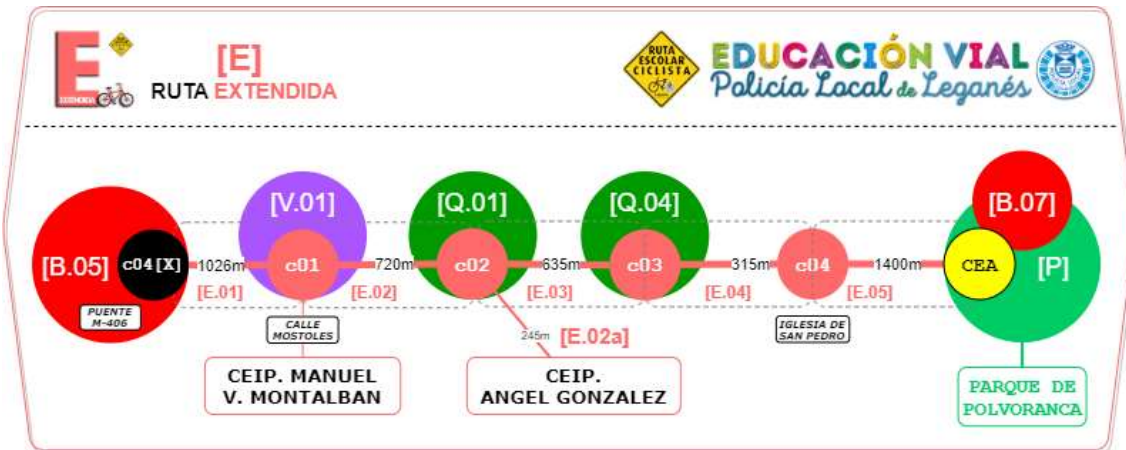 E
EXTENDIDA
[E]
RUTA EXTENDIDA
RUTA
ESCOLAR
CICLISTA
EDUCACIÓN VIAL
Policía Local de Leganés
[B.05]
c04[X]
PUENTE
M-406
1026m
[E.01]
[V.01]
c01
CALLE
MOSTOLES
CEIP. MANUEL
V. MONTALBAN
720m
[E.02]
[Q.01]
c02
245m
[E.02a]
CEIP.
ANGEL GONZALEZ
635m
[E.03]
[Q.04]
c03
315m
[E.04]
c04
IGLESIA DE
SAN PEDRO
1400m
[E.05]
[B.07]
CEA
[P]
PARQUE DE
POLVORANCA